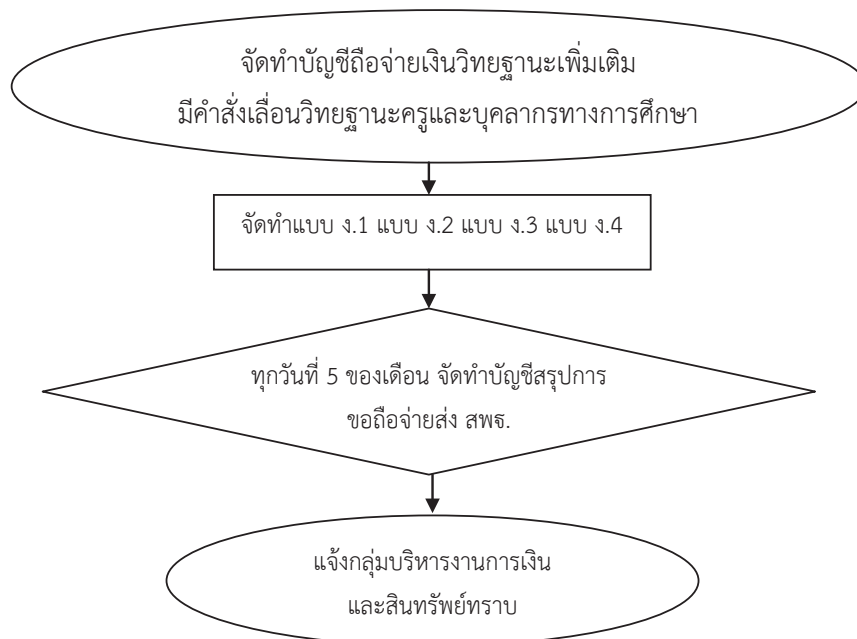 จัดทำบัญชีถือจ่ายเงินวิทยฐานะเพิ่มเติม
มีคำสั่งเลื่อนวิทยฐานะครูและบุคลากรทางการศึกษา
จัดทำแบบ ง.1 แบบ ง.2 แบบ ง.3 แบบ ง.4
ทุกวันที่ 5 ของเดือน จัดทำบัญชีสรุปการ
ขอถือจ่ายส่ง สพฐ.
แจ้งกลุ่มบริหารงานการเงิน
และสินทรัพย์ทราบ